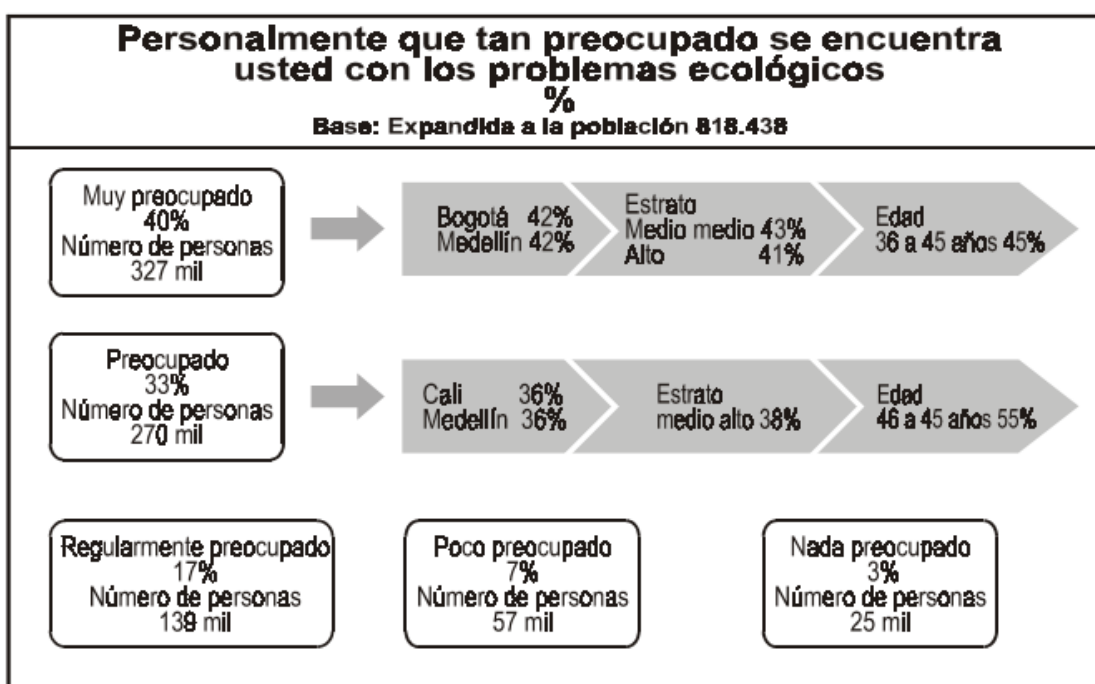 Personalmente que tan preocupado se encuentra
usted con los problemas ecológicos
%
Base: Expandida a la población 818.438
Muy preocupado
40%
Número de personas
327 mil
Bogotá 42%
Medellín 42%
Estrato
Medio medio 43%
Alto 41%
Edad
36 a 45 años 45%
Preocupado
33%
Número de personas
270 mil
Cali 36%
Medellín 36%
Estrato
medio alto 38%
Edad
46 a 45 años 55%
Regularmente preocupado
17%
Número de personas
139 mil
Poco preocupado
7%
Número de personas
57 mil
Nada preocupado
3%
Número de personas
25 mil